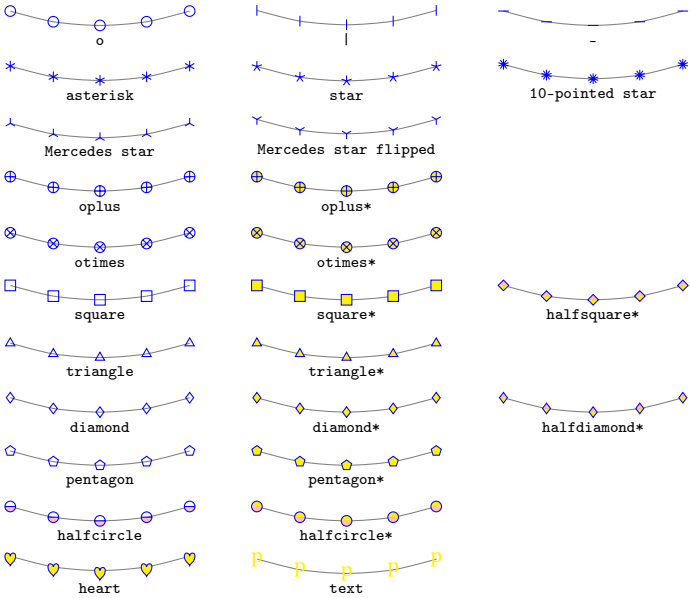 o | -
asterisk star 10-pointed star
Mercedes star Mercedes star flipped
oplus oplus*
otimes otimes*
square square* halfsquare*
triangle triangle*
diamond diamond* halfdiamond*
pentagon pentagon*
halfcircle halfcircle*
p p p p p
heart text